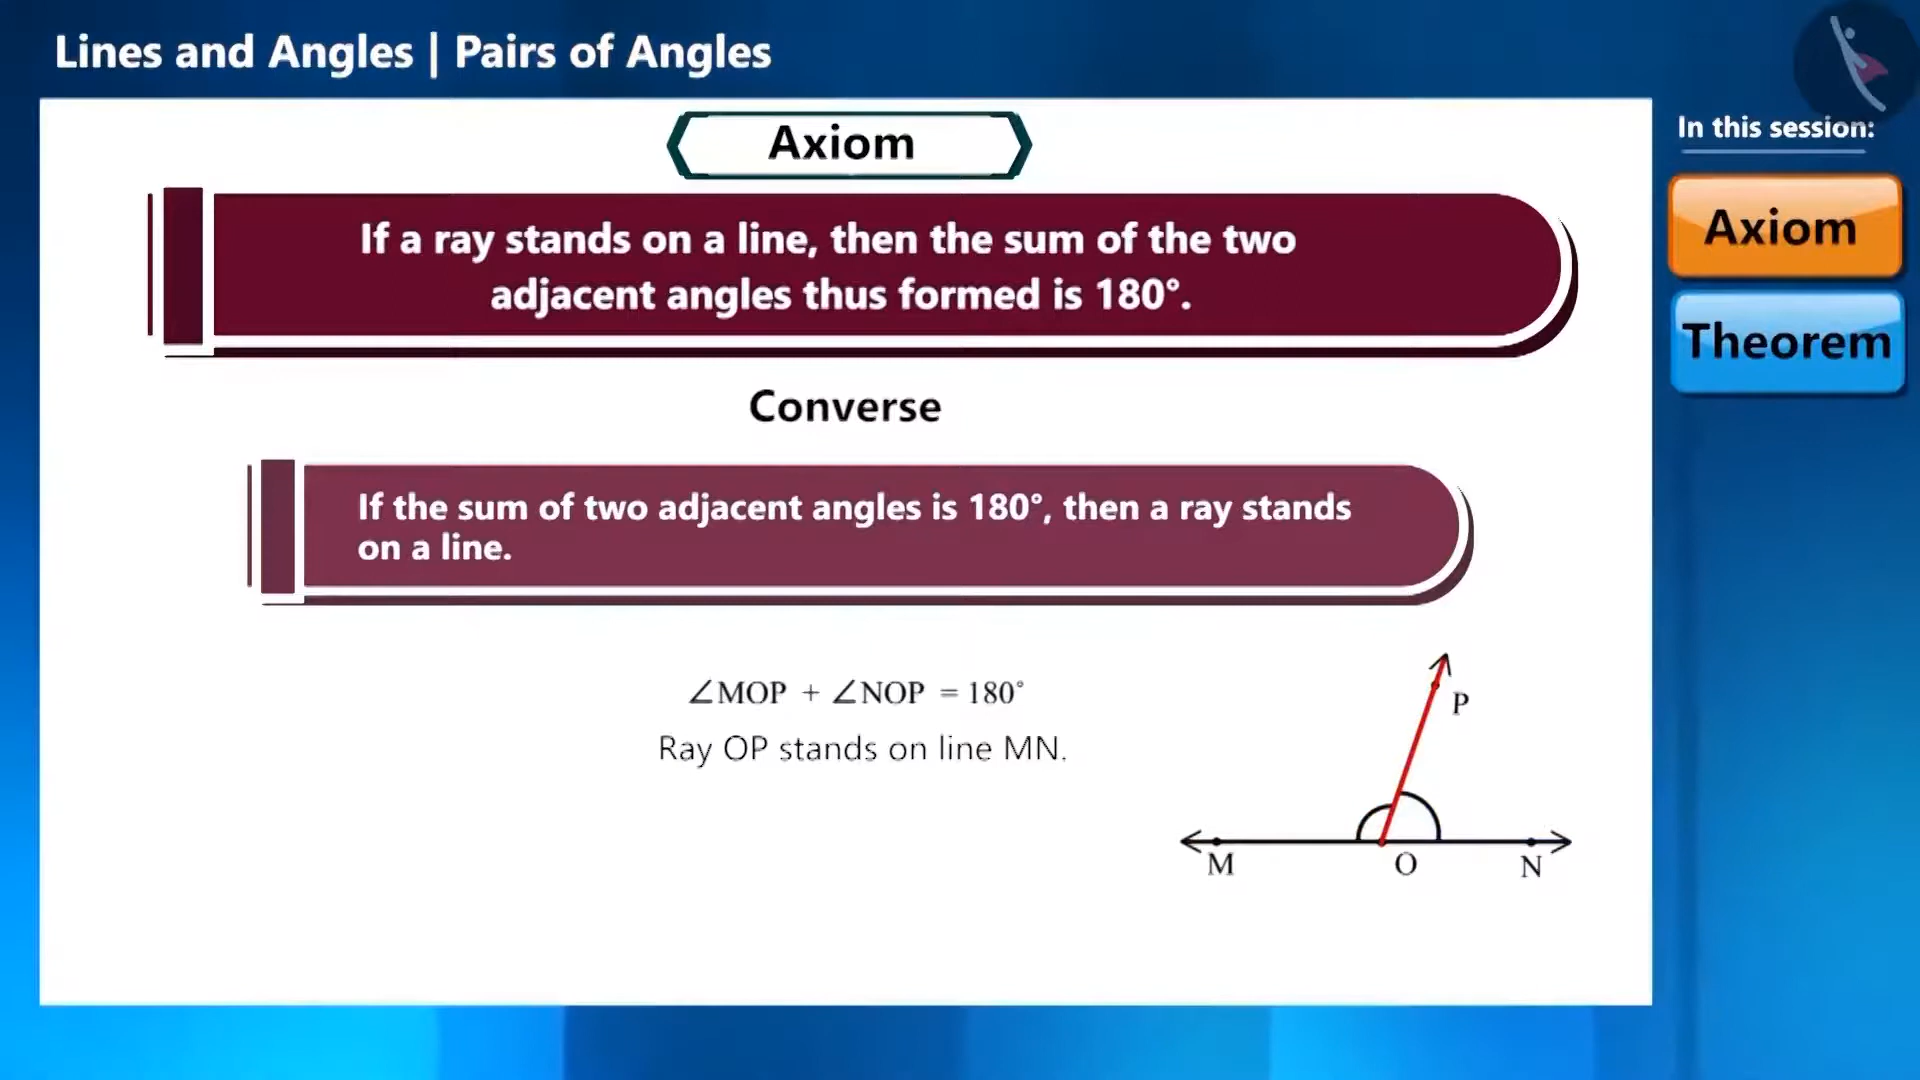 Lines and Angles | Pairs of Angles
In this session:
Axiom
Theorem
Axiom
If a ray stands on a line, then the sum of the two
adjacent angles thus formed is 180°.
Converse
If the sum of two adjacent angles is 180°, then a ray stands
on a line.
∠MOP + ∠NOP = 180°
Ray OP stands on line MN.
P
M
O
N